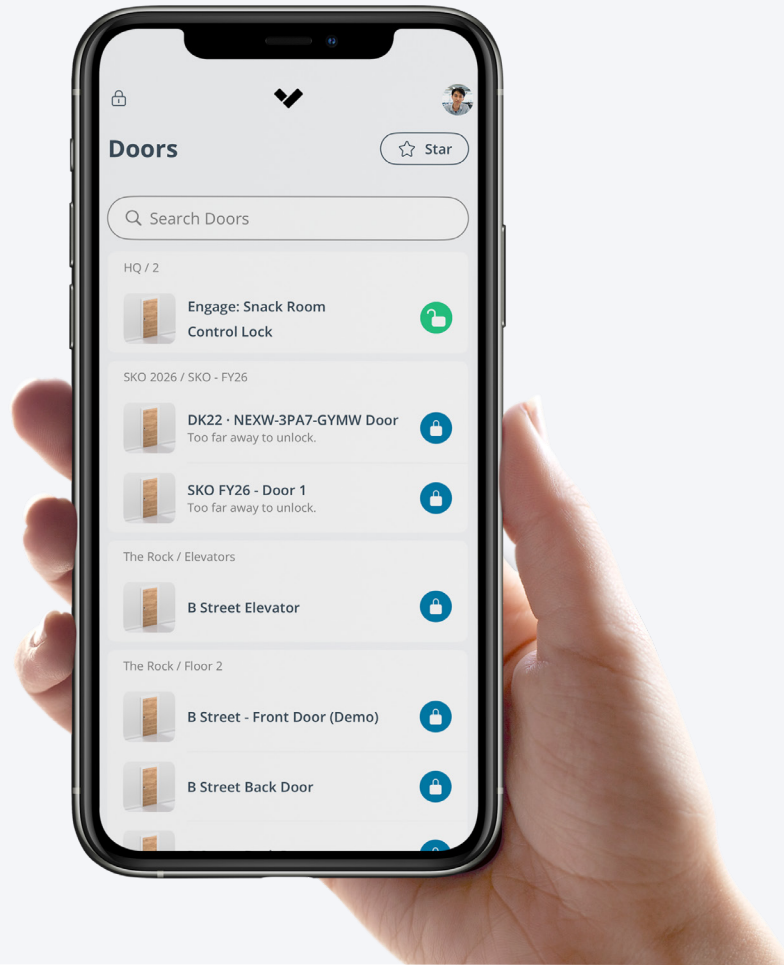 Doors
Star
Search Doors
HQ / 2
Engage: Snack Room
Control Lock
SKO 2026 / SKO - FY26
DK22 · NEXW-3PA7-GYMW Door
Too far away to unlock.
SKO FY26 - Door 1
Too far away to unlock.
The Rock / Elevators
B Street Elevator
The Rock / Floor 2
B Street - Front Door (Demo)
B Street Back Door